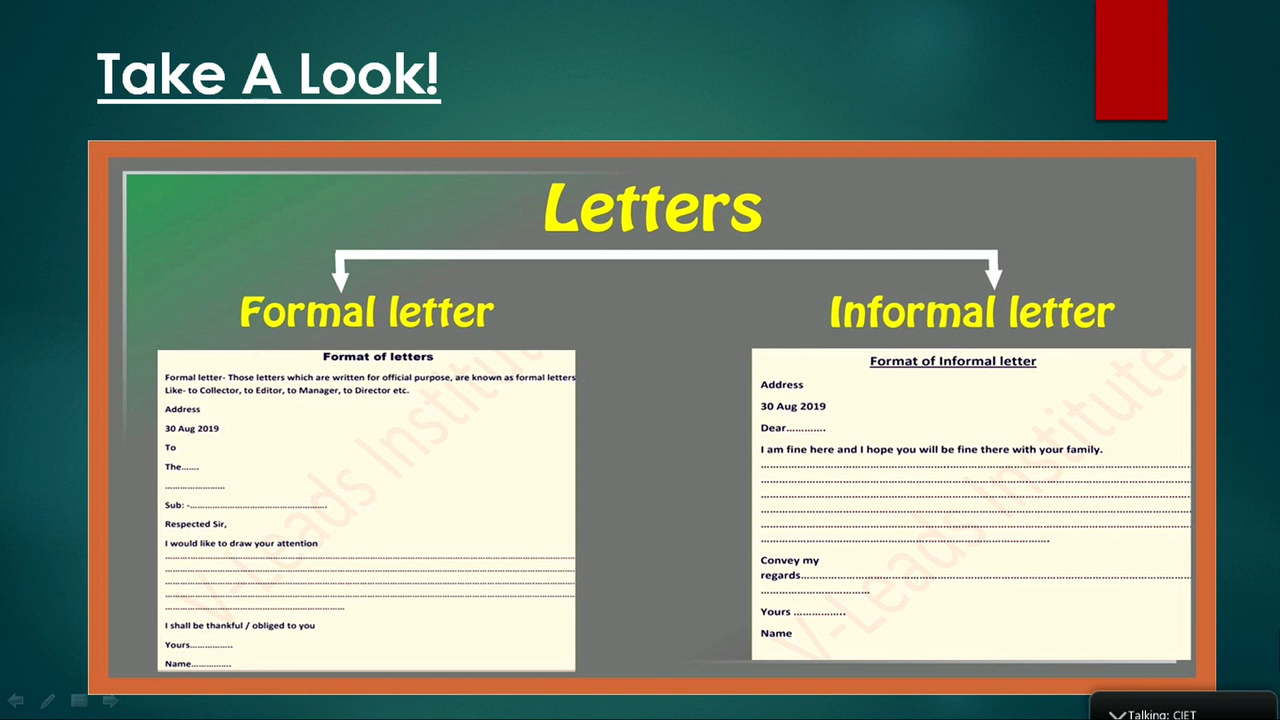 Take A Look!
Letters
Formal letter
Informal letter
Format of letters
Formal letter- Those letters which are written for official purpose, are known as formal letters
Like- to Collector, to Editor, to Manager, to Director etc.
Address
30 Aug 2019
To
The.......
......................
Sub: -................................................
Respected Sir,
I would like to draw your attention
I shall be thankful / obliged to you
Yours...............
Name...............
Format of Informal letter
Address
30 Aug 2019
Dear.............
I am fine here and I hope you will be fine there with your family.
Convey my
regards...............
Yours ................
Name
V-Leads Institute
V-Leads Institute
Talking: CIET